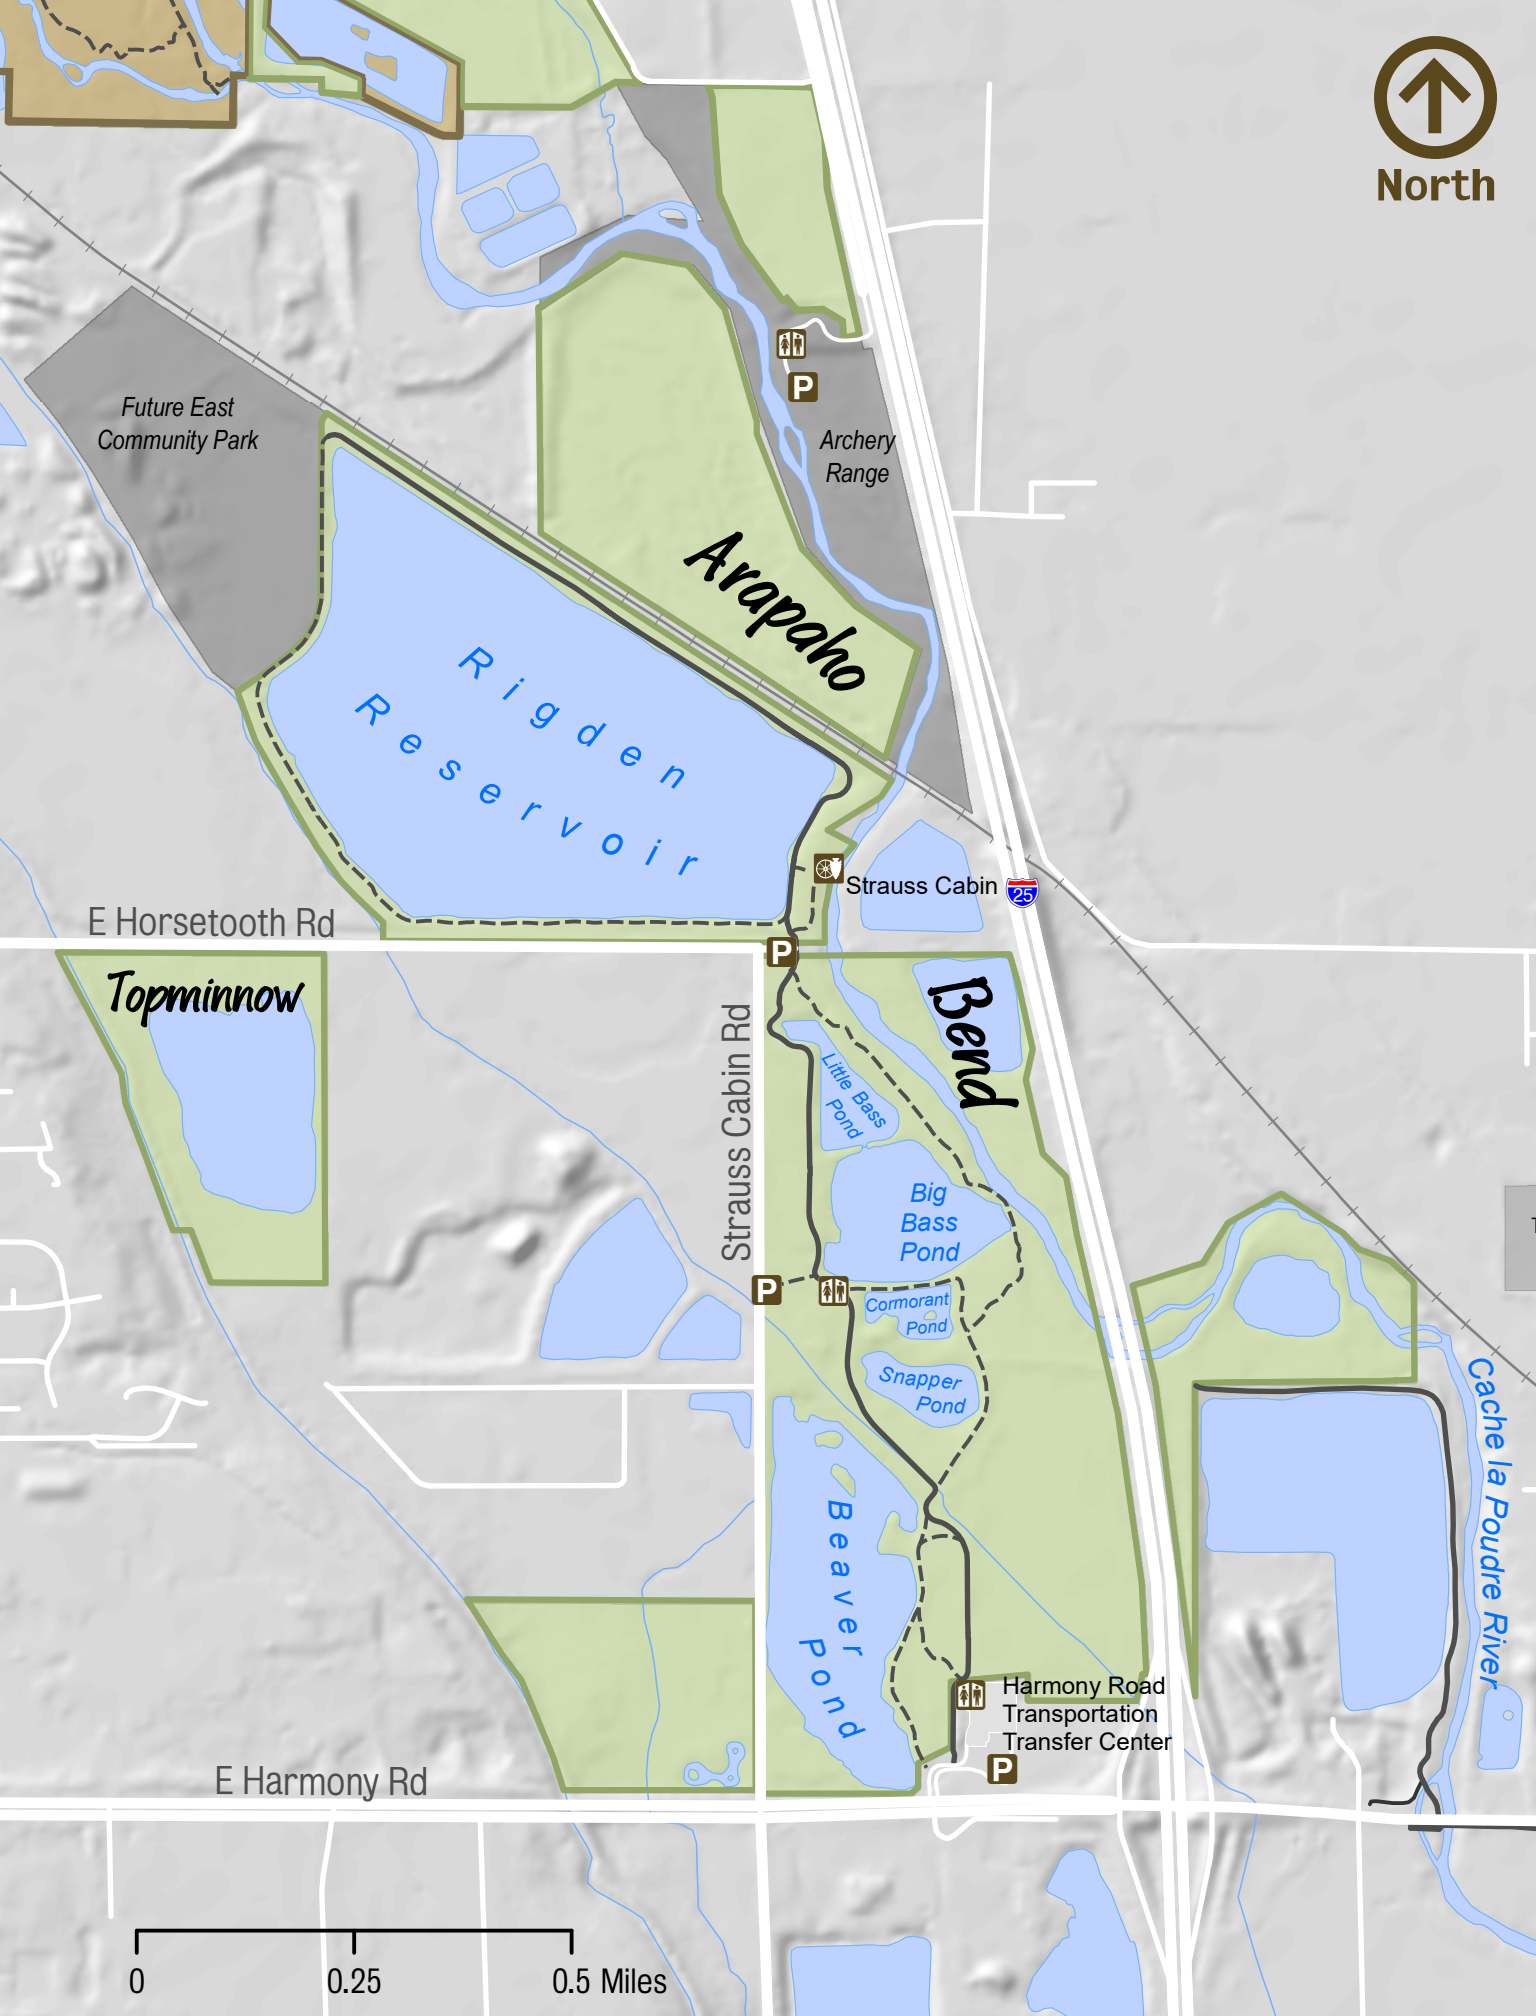 North
Future East
Community Park
P
Archery
Range
Arapaho
Rigden
Reservoir
Strauss Cabin
25
E Horsetooth Rd
P
Topminnow
Bend
Strauss Cabin Rd
Little Bass
Pond
Big
Bass
Pond
P
Cormorant
Pond
Snapper
Pond
Cache la Poudre River
Beaver
Pond
Harmony Road
Transportation
Transfer Center
P
E Harmony Rd
0
0.25
0.5 Miles